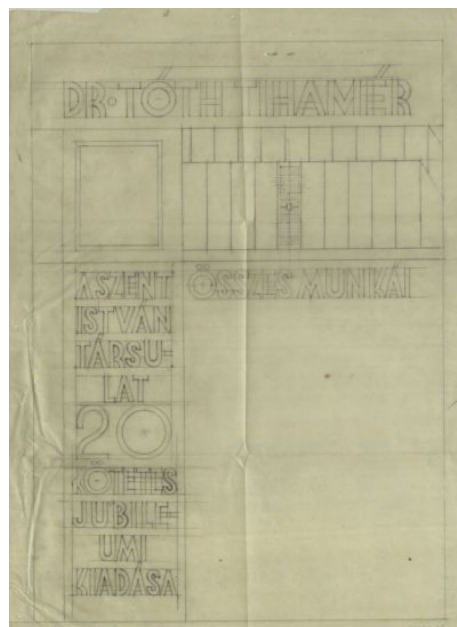 DR·TÓTH TIHAMÉR
ÖSSZES MUNKÁI
A SZENT
ISTVÁN
TÁRSU-
LAT
20
KÖTETES
JUBILE-
UMI
KIADÁSA